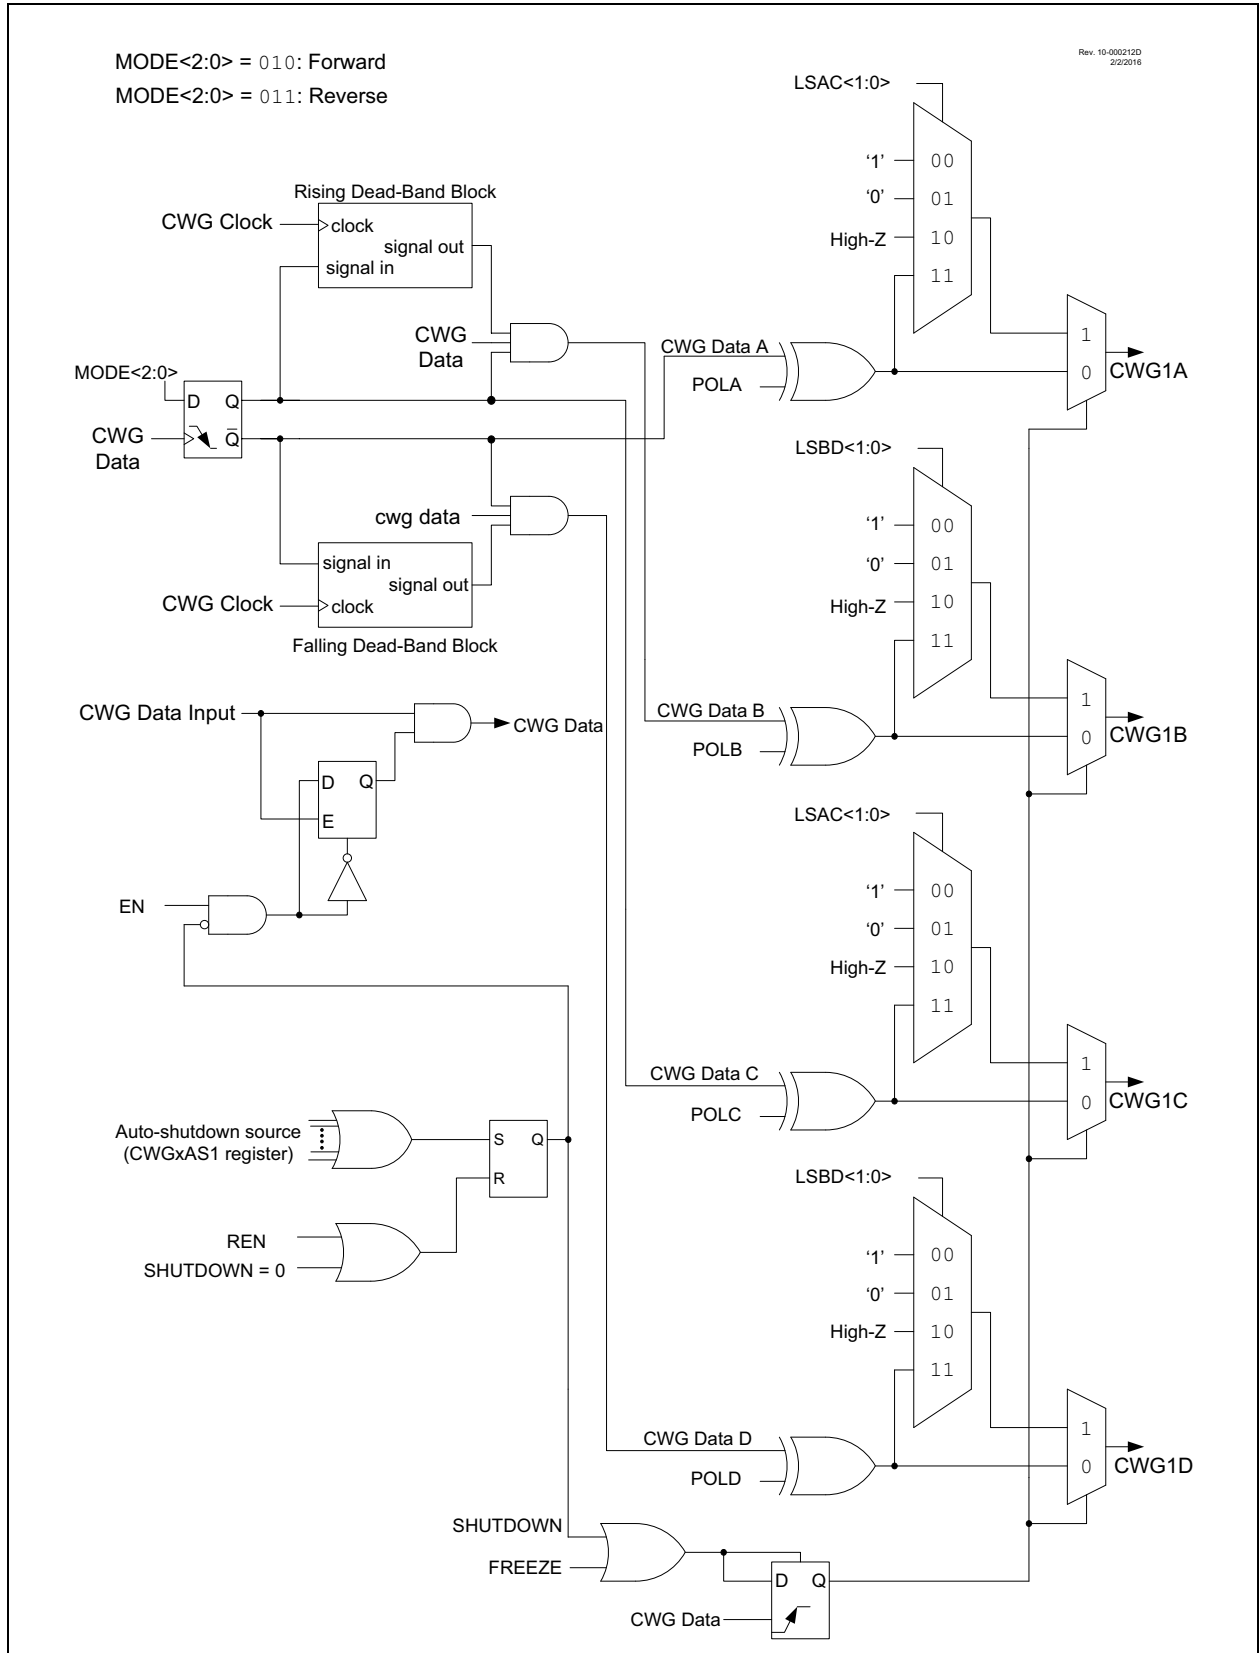 MODE<2:0> = 010: Forward
MODE<2:0> = 011: Reverse
Rev. 10-000212D
2/2/2016
LSAC<1:0>
'1'
00
'0'
01
High-Z
10
11
1
0
CWG1A
Rising Dead-Band Block
CWG Clock
clock
signal out
signal in
CWG
Data
CWG Data A
POLA
MODE<2:0>
D Q
CWG
Data
Q̅
cwg data
signal in
signal out
CWG Clock
clock
Falling Dead-Band Block
LSBD<1:0>
'1'
00
'0'
01
High-Z
10
11
1
0
CWG1B
CWG Data B
POLB
CWG Data Input
CWG Data
D Q
E
EN
LSAC<1:0>
'1'
00
'0'
01
High-Z
10
11
1
0
CWG1C
CWG Data C
POLC
Auto-shutdown source
(CWGxAS1 register)
S Q
R
REN
SHUTDOWN = 0
LSBD<1:0>
'1'
00
'0'
01
High-Z
10
11
1
0
CWG1D
CWG Data D
POLD
SHUTDOWN
FREEZE
D Q
CWG Data